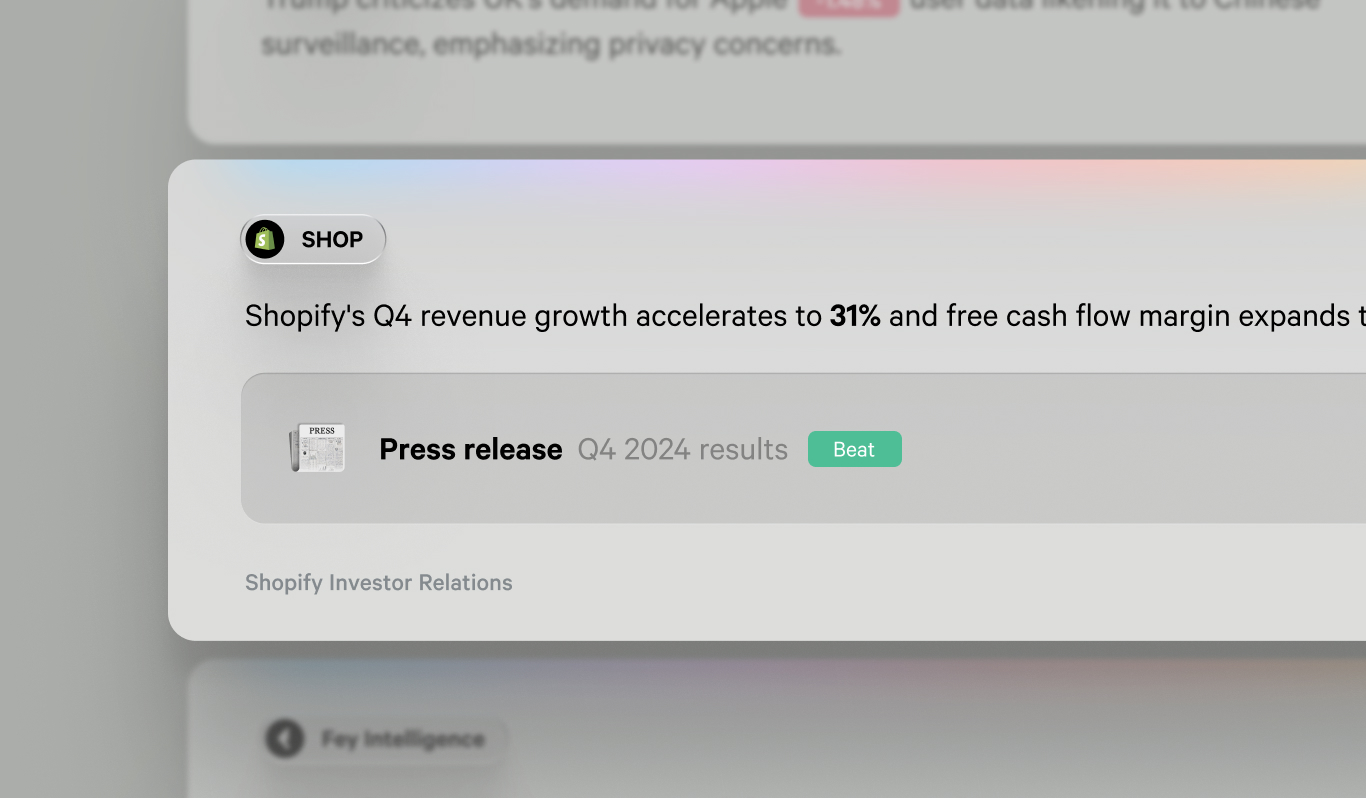 Trump criticizes UK's demand for Apple user data likening it to Chinese
surveillance, emphasizing privacy concerns.
SHOP
Shopify's Q4 revenue growth accelerates to 31% and free cash flow margin expands t
PRESS
Press release Q4 2024 results Beat
Shopify Investor Relations
Fey Intelligence